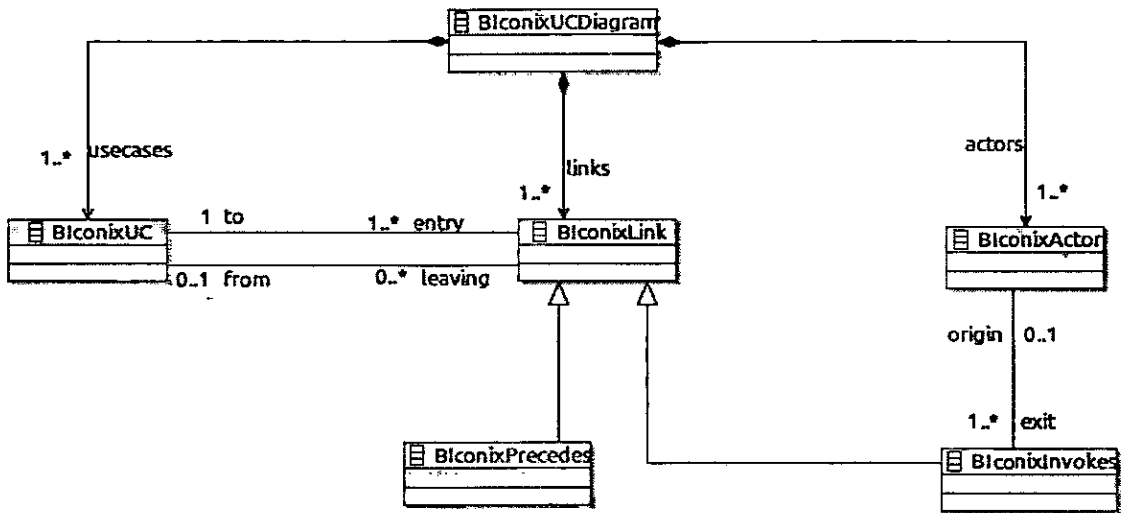 BIconixUCDiagram
1..* usecases
links
1..*
actors
1..*
BIconixUC
1 to
1..* entry
0..1 from
0..* leaving
BIconixLink
BIconixActor
origin 0..1
1..* exit
BIconixPrecedes
BIconixInvokes